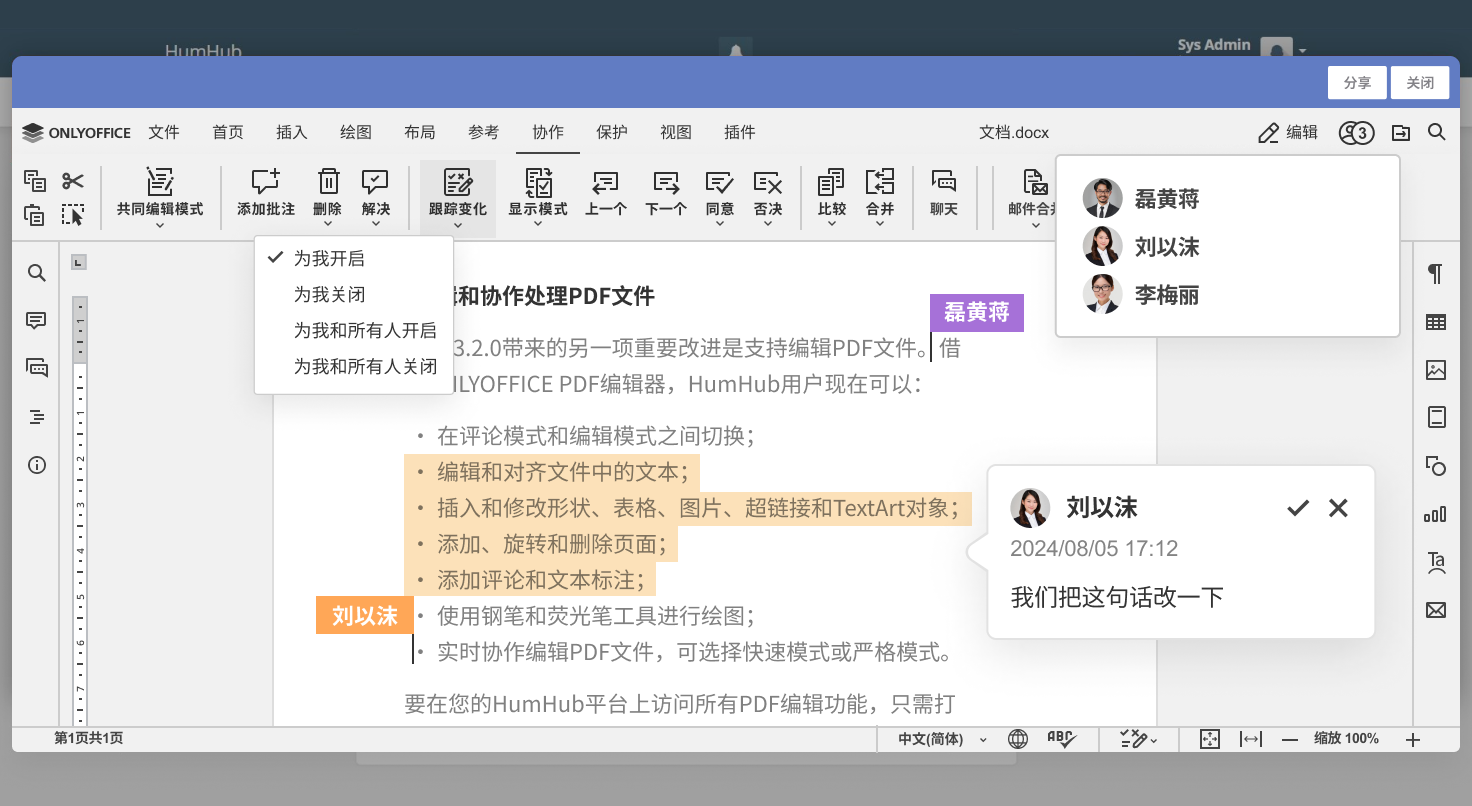 HumHub
Sys Admin
分享 关闭
ONLYOFFICE 文件 首页 插入 绘图 布局 参考 协作 保护 视图 插件 文档.docx 编辑 3
共同编辑模式 添加批注 删除 解决 跟踪变化 显示模式 上一个 下一个 同意 否决 比较 合并 聊天 邮件合并
磊黄蒋
刘以沫
李梅丽
为我开启
为我关闭
为我和所有人开启
为我和所有人关闭
和协作处理PDF文件
磊黄蒋
3.2.0带来的另一项重要改进是支持编辑PDF文件。借
NLYOFFICE PDF编辑器，HumHub用户现在可以：
• 在评论模式和编辑模式之间切换；
• 编辑和对齐文件中的文本；
• 插入和修改形状、表格、图片、超链接和TextArt对象；
• 添加、旋转和删除页面；
• 添加评论和文本标注；
刘以沫
• 使用钢笔和荧光笔工具进行绘图；
• 实时协作编辑PDF文件，可选择快速模式或严格模式。
要在您的HumHub平台上访问所有PDF编辑功能，只需打
刘以沫
2024/08/05 17:12
我们把这句话改一下
L
1
1
2
3
4
5
6
7
Ta
第1页共1页 中文(简体) ABC 缩放 100%